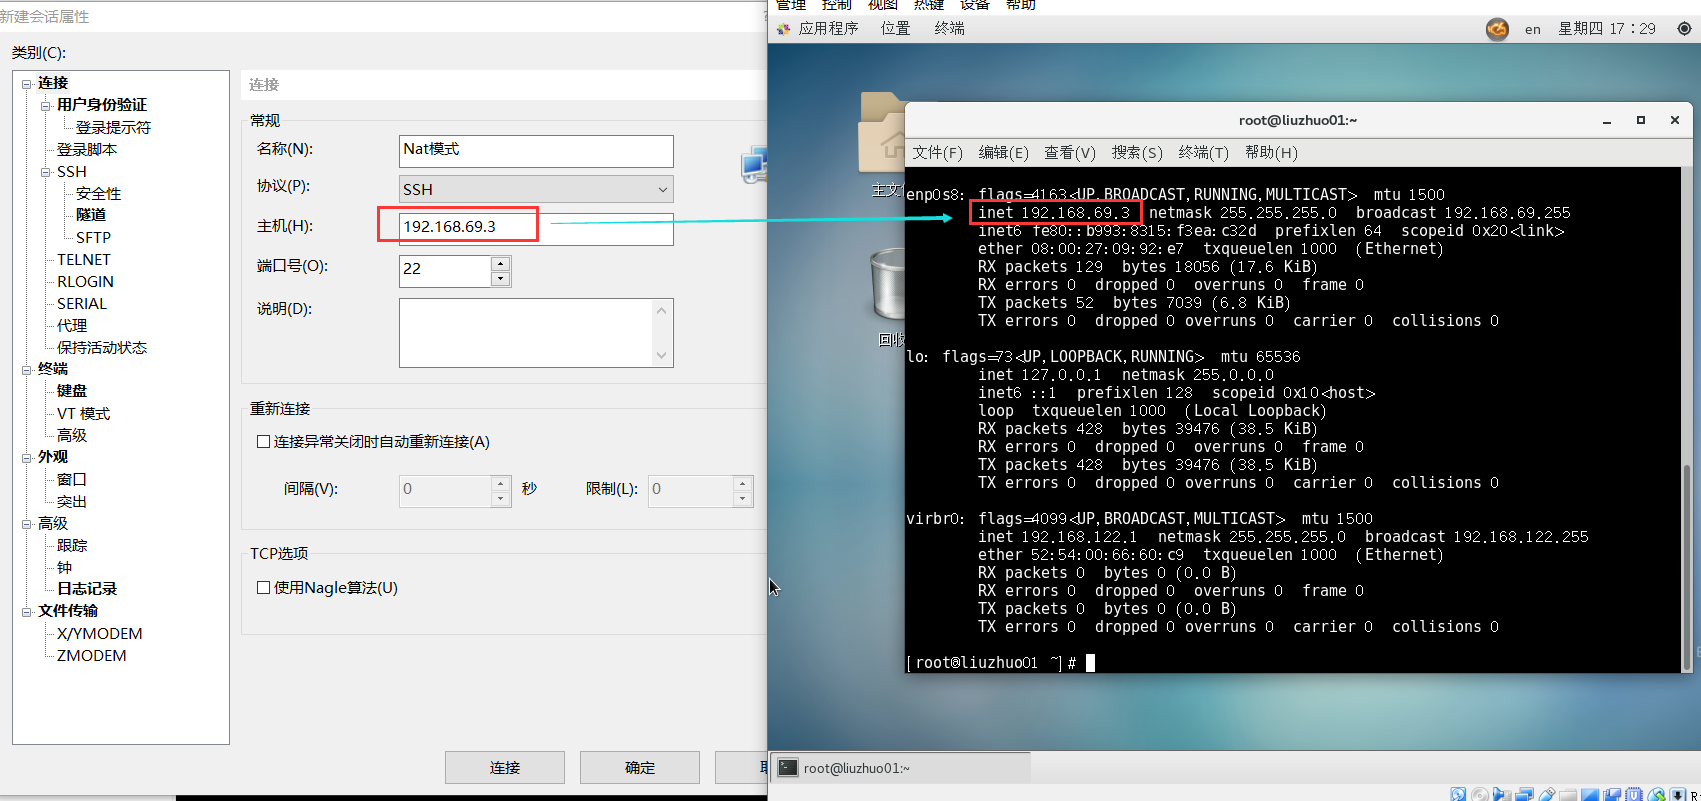 新建会话属性
类别(C):
连接
用户身份验证
登录提示符
登录脚本
SSH
安全性
隧道
SFTP
TELNET
RLOGIN
SERIAL
代理
保持活动状态
终端
键盘
VT 模式
高级
外观
窗口
突出
高级
跟踪
钟
日志记录
文件传输
X/YMODEM
ZMODEM
连接
常规
名称(N):
Nat模式
协议(P):
SSH
主机(H):
192.168.69.3
端口号(O):
22
说明(D):
重新连接
连接异常关闭时自动重新连接(A)
间隔(V):
0
秒
限制(L):
0
TCP选项
使用Nagle算法(U)
连接
确定
管理 控制 视图 热键 设备 帮助
应用程序 位置 终端
en 星期四 17：29
主文
回收
root@liuzhuo01:~
文件(F) 编辑(E) 查看(V) 搜索(S) 终端(T) 帮助(H)
enp0s8: flags=4163<UP,BROADCAST,RUNNING,MULTICAST> mtu 1500
inet 192.168.69.3 netmask 255.255.255.0 broadcast 192.168.69.255
inet6 fe80::b993:8315:f3ea:c32d prefixlen 64 scopeid 0x20<link>
ether 08:00:27:09:92:e7 txqueuelen 1000 (Ethernet)
RX packets 129 bytes 18056 (17.6 KiB)
RX errors 0 dropped 0 overruns 0 frame 0
TX packets 52 bytes 7039 (6.8 KiB)
TX errors 0 dropped 0 overruns 0 carrier 0 collisions 0
lo: flags=73<UP,LOOPBACK,RUNNING> mtu 65536
inet 127.0.0.1 netmask 255.0.0.0
inet6 ::1 prefixlen 128 scopeid 0x10<host>
loop txqueuelen 1000 (Local Loopback)
RX packets 428 bytes 39476 (38.5 KiB)
RX errors 0 dropped 0 overruns 0 frame 0
TX packets 428 bytes 39476 (38.5 KiB)
TX errors 0 dropped 0 overruns 0 carrier 0 collisions 0
virbr0: flags=4099<UP,BROADCAST,MULTICAST> mtu 1500
inet 192.168.122.1 netmask 255.255.255.0 broadcast 192.168.122.255
ether 52:54:00:66:60:c9 txqueuelen 1000 (Ethernet)
RX packets 0 bytes 0 (0.0 B)
RX errors 0 dropped 0 overruns 0 frame 0
TX packets 0 bytes 0 (0.0 B)
TX errors 0 dropped 0 overruns 0 carrier 0 collisions 0
[root@liuzhuo01 ~]#
root@liuzhuo01:~
R